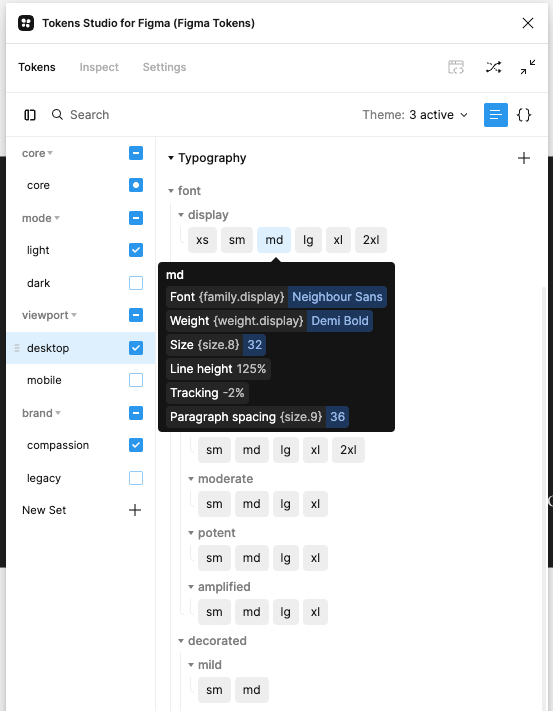 Tokens Studio for Figma (Figma Tokens)
Tokens Inspect Settings
Search Theme: 3 active {}
core
core
mode
light
dark
viewport
desktop
mobile
brand
compassion
legacy
New Set
Typography
font
display
xs sm md lg xl 2xl
md
Font {family.display} Neighbour Sans
Weight {weight.display} Demi Bold
Size {size.8} 32
Line height 125%
Tracking -2%
Paragraph spacing {size.9} 36
sm md lg xl 2xl
moderate
sm md lg xl
potent
sm md lg xl
amplified
sm md lg xl
decorated
mild
sm md